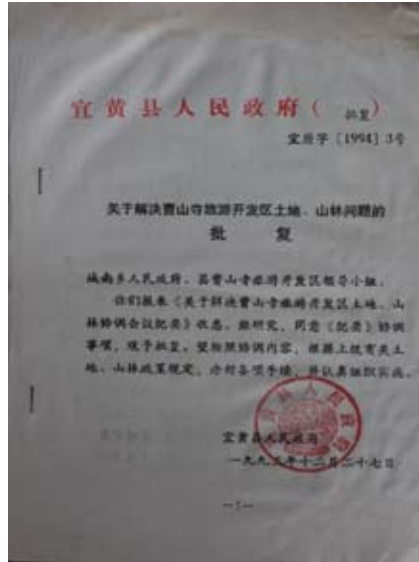 宜黄县人民政府（批复）
宜府字〔1994〕3号
关于解决曹山寺旅游开发区土地、山林问题的
批 复
城南乡人民政府、县曹山寺旅游开发区领导小组：
你们报来《关于解决曹山寺旅游开发区土地、山
林协调会议纪要》收悉。经研究，同意《纪要》协调
事项，现予批复。望按照协调内容，根据上级有关土
地、山林政策规定，办好各项手续，并认真组织实施。
宜黄县人民政府
一九九 年十二月二十七日
—1—